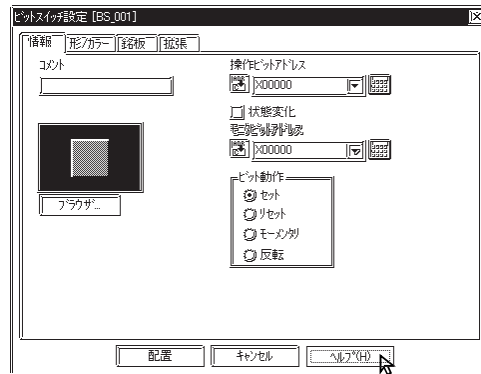 ビットスイッチ設定 [BS_001]
情報 形/カラー 銘板 拡張
コメント
操作ビットアドレス
X00000
状態変化
モニタビットアドレス
X00000
ブラウザ...
ビット動作
セット
リセット
モーメンタリ
反転
配置 キャンセル ヘルプ(H)